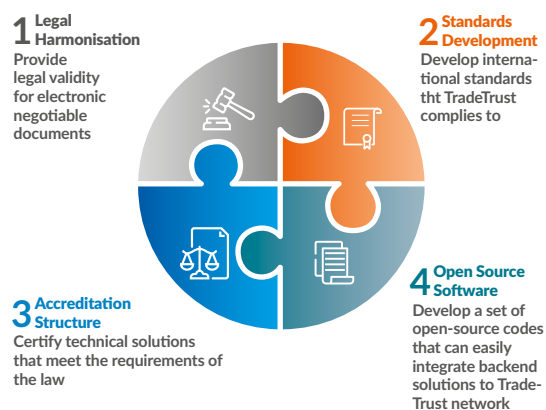 1 Legal
Harmonisation
Provide
legal validity
for electronic
negotiable
documents
2 Standards
Development
Develop interna-
tional standards
tht TradeTrust
complies to
3 Accreditation
Structure
Certify technical solutions
that meet the requirements of
the law
4 Open Source
Software
Develop a set of
open-source codes
that can easily
integrate backend
solutions to Trade-
Trust network